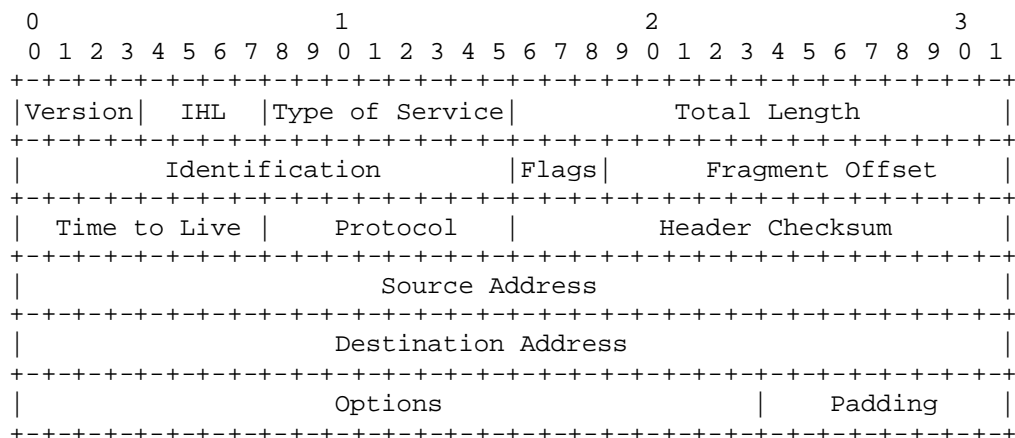 0                   1                   2                   3
0 1 2 3 4 5 6 7 8 9 0 1 2 3 4 5 6 7 8 9 0 1 2 3 4 5 6 7 8 9 0 1
+-+-+-+-+-+-+-+-+-+-+-+-+-+-+-+-+-+-+-+-+-+-+-+-+-+-+-+-+-+-+-+-+
|Version|  IHL  |Type of Service|          Total Length         |
+-+-+-+-+-+-+-+-+-+-+-+-+-+-+-+-+-+-+-+-+-+-+-+-+-+-+-+-+-+-+-+-+
|         Identification        |Flags|      Fragment Offset    |
+-+-+-+-+-+-+-+-+-+-+-+-+-+-+-+-+-+-+-+-+-+-+-+-+-+-+-+-+-+-+-+-+
|  Time to Live |    Protocol   |         Header Checksum       |
+-+-+-+-+-+-+-+-+-+-+-+-+-+-+-+-+-+-+-+-+-+-+-+-+-+-+-+-+-+-+-+-+
|                       Source Address                          |
+-+-+-+-+-+-+-+-+-+-+-+-+-+-+-+-+-+-+-+-+-+-+-+-+-+-+-+-+-+-+-+-+
|                    Destination Address                        |
+-+-+-+-+-+-+-+-+-+-+-+-+-+-+-+-+-+-+-+-+-+-+-+-+-+-+-+-+-+-+-+-+
|                    Options                    |    Padding    |
+-+-+-+-+-+-+-+-+-+-+-+-+-+-+-+-+-+-+-+-+-+-+-+-+-+-+-+-+-+-+-+-+